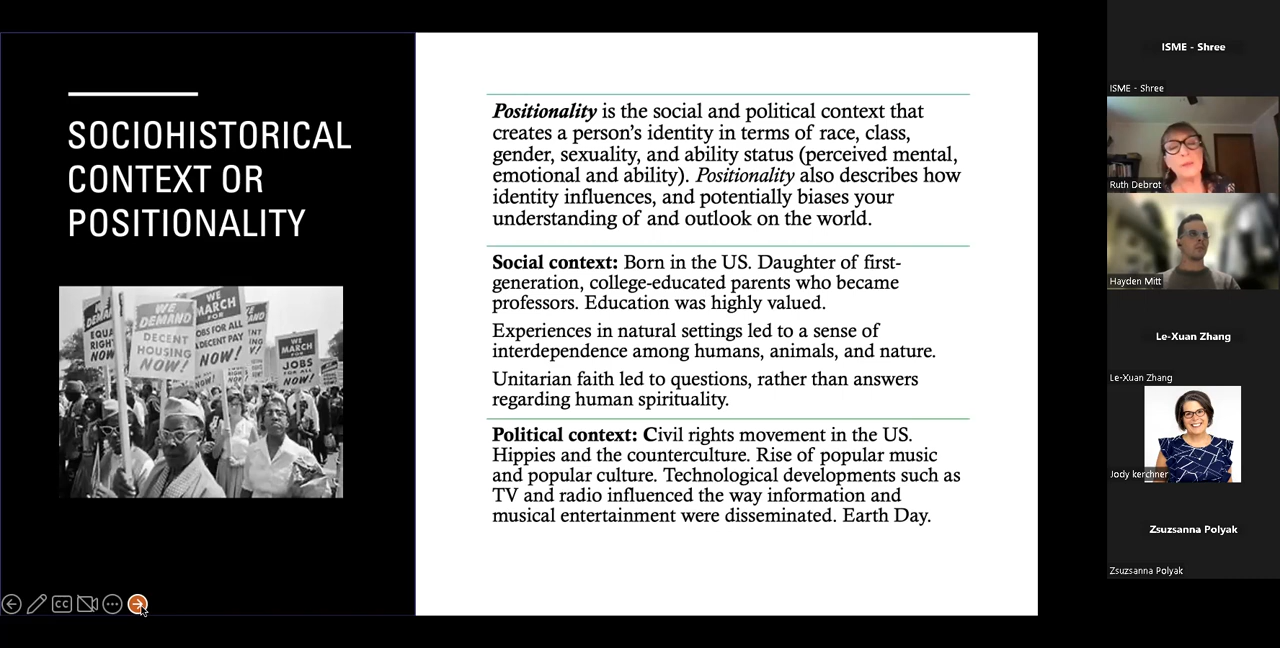 SOCIOHISTORICAL
CONTEXT OR
POSITIONALITY
WE
DEMAND
DECENT
HOUSING
NOW!
WE
MARCH
FOR
JOBS FOR ALL
DECENT PAY
NOW!
EQUAL
RIGHTS
NOW!
WE MARCH
FOR
JOBS
FOR ALL
NOW!
Positionality is the social and political context that
creates a person’s identity in terms of race, class,
gender, sexuality, and ability status (perceived mental,
emotional and ability). Positionality also describes how
identity influences, and potentially biases your
understanding of and outlook on the world.
Social context: Born in the US. Daughter of first-
generation, college-educated parents who became
professors. Education was highly valued.
Experiences in natural settings led to a sense of
interdependence among humans, animals, and nature.
Unitarian faith led to questions, rather than answers
regarding human spirituality.
Political context: Civil rights movement in the US.
Hippies and the counterculture. Rise of popular music
and popular culture. Technological developments such as
TV and radio influenced the way information and
musical entertainment were disseminated. Earth Day.
CC
ISME - Shree
ISME - Shree
Ruth Debrot
Hayden Mitt
Le-Xuan Zhang
Le-Xuan Zhang
Jody kerchner
Zsuzsanna Polyak
Zsuzsanna Polyak